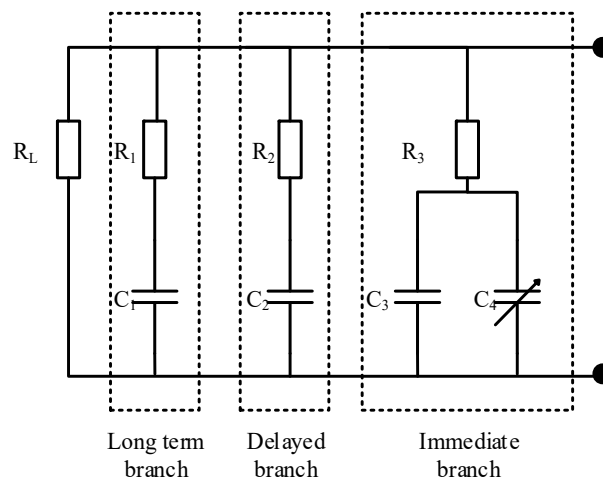 R_L
R_1
R_2
R_3
C_1
C_2
C_3
C_4
Long term
branch
Delayed
branch
Immediate
branch